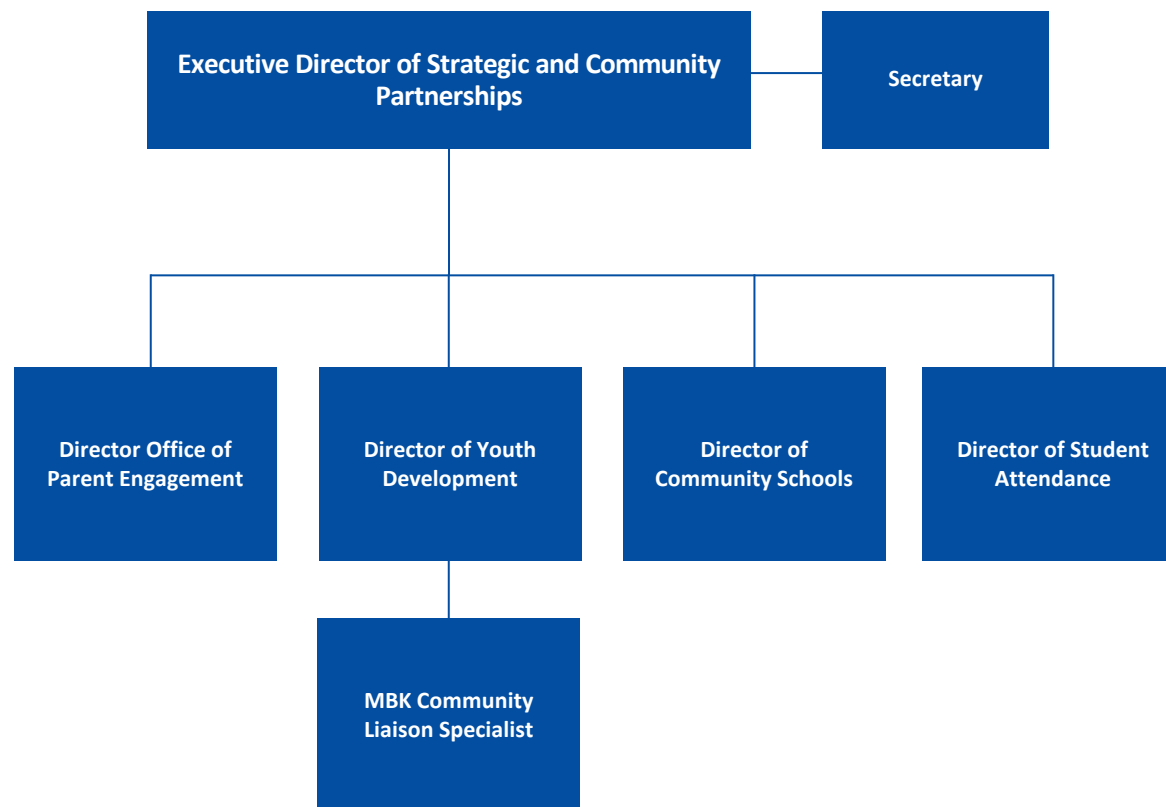 Executive Director of Strategic and Community
Partnerships
Secretary
Director Office of
Parent Engagement
Director of Youth
Development
Director of
Community Schools
Director of Student
Attendance
MBK Community
Liaison Specialist